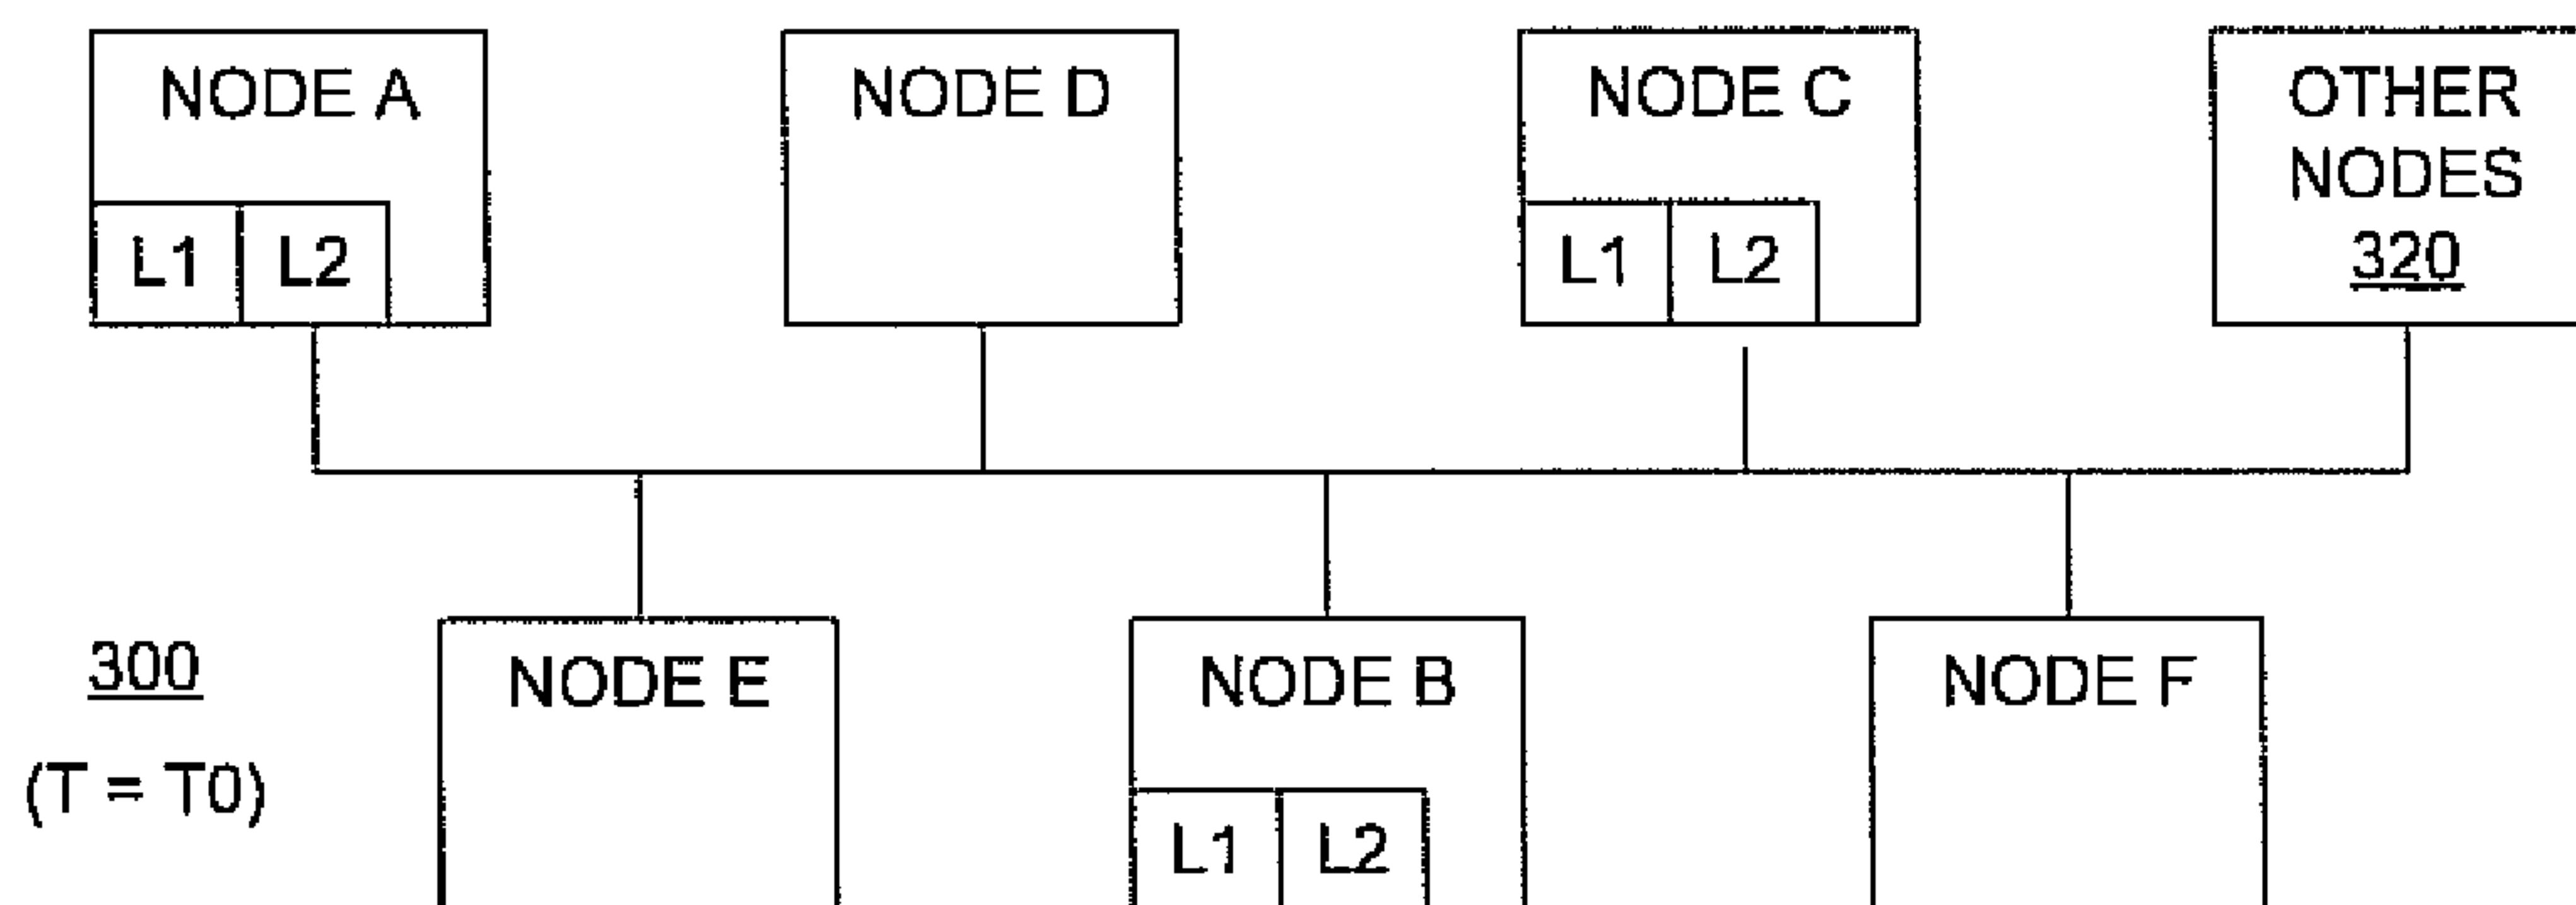 NODE A
L1 L2
NODE D
NODE C
L1 L2
OTHER
NODES
320
300
(T = T0)
NODE E
NODE B
L1 L2
NODE F